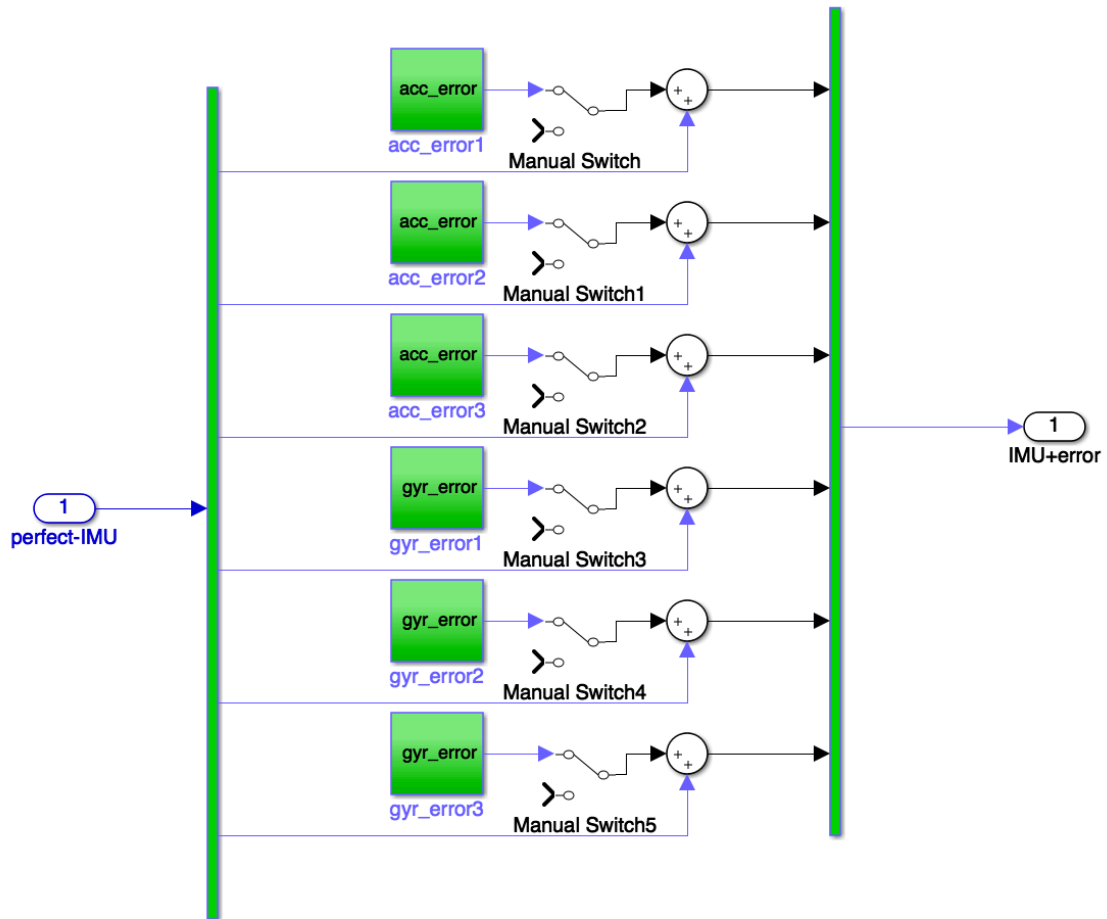 acc_error
acc_error1
+
+
Manual Switch
acc_error
acc_error2
+
+
Manual Switch1
acc_error
acc_error3
+
+
Manual Switch2
1
IMU+error
gyr_error
gyr_error1
+
+
Manual Switch3
1
perfect-IMU
gyr_error
gyr_error2
+
+
Manual Switch4
gyr_error
gyr_error3
+
+
Manual Switch5